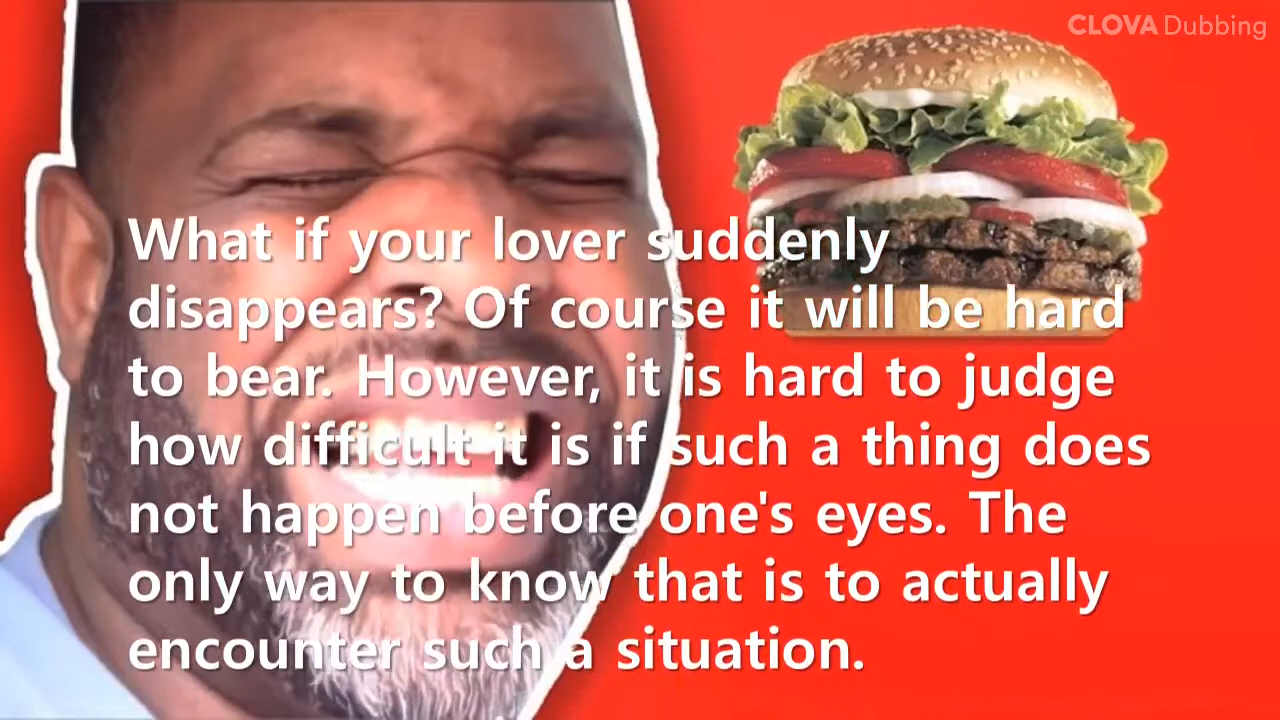 CLOVA Dubbing
What if your lover suddenly
disappears? Of course it will be hard
to bear. However, it is hard to judge
how difficult it is if such a thing does
not happen before one's eyes. The
only way to know that is to actually
encounter such a situation.